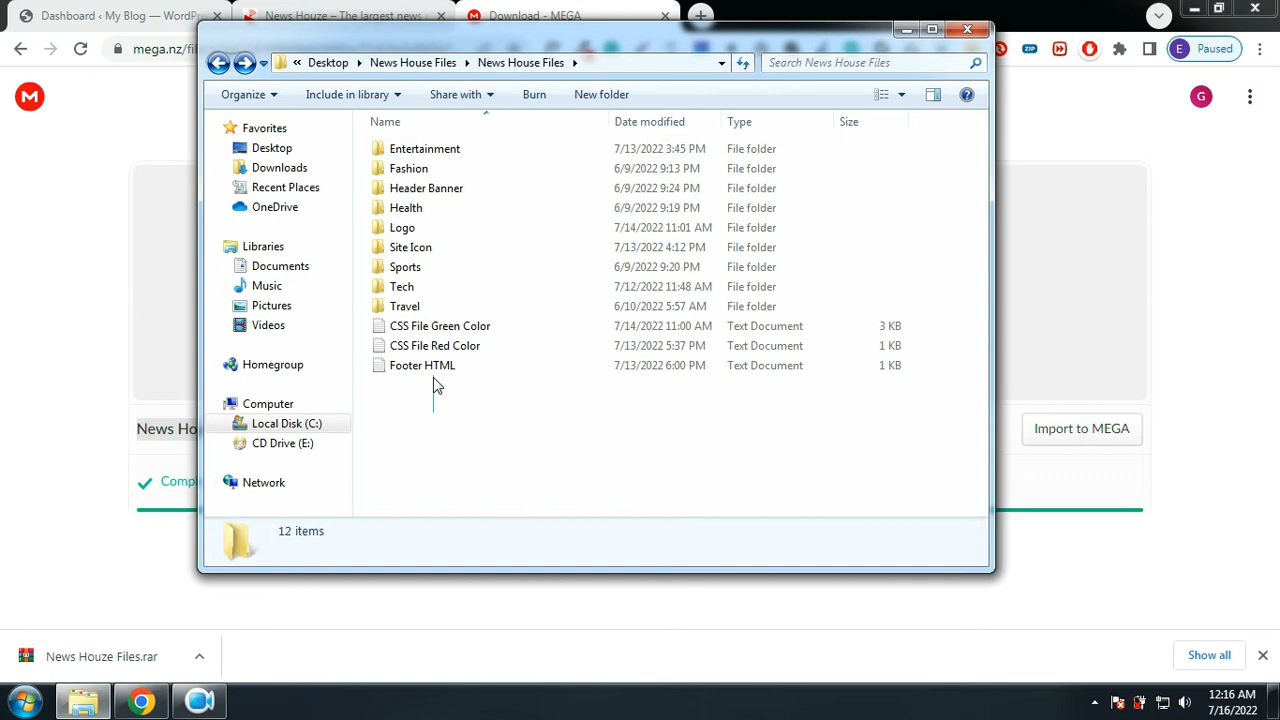 Dashboard ‹ My Blog — WordPr
News Houze – The largest news
Download - MEGA
mega.nz/fil
ZIP
E Paused
M
G
« Desktop News House Files News House Files
Search News House Files
Organize Include in library Share with Burn New folder
Name Date modified Type Size
Favorites
Desktop
Downloads
Recent Places
OneDrive
Libraries
Documents
Music
Pictures
Videos
Homegroup
Computer
Local Disk (C:)
CD Drive (E:)
Network
Entertainment 7/13/2022 3:45 PM File folder
Fashion 6/9/2022 9:13 PM File folder
Header Banner 6/9/2022 9:24 PM File folder
Health 6/9/2022 9:19 PM File folder
Logo 7/14/2022 11:01 AM File folder
Site Icon 7/13/2022 4:12 PM File folder
Sports 6/9/2022 9:20 PM File folder
Tech 7/12/2022 11:48 AM File folder
Travel 6/10/2022 5:57 AM File folder
CSS File Green Color 7/14/2022 11:00 AM Text Document 3 KB
CSS File Red Color 7/13/2022 5:37 PM Text Document 1 KB
Footer HTML 7/13/2022 6:00 PM Text Document 1 KB
12 items
News Ho
Import to MEGA
Comp
News Houze Files.rar
Show all
12:16 AM
7/16/2022